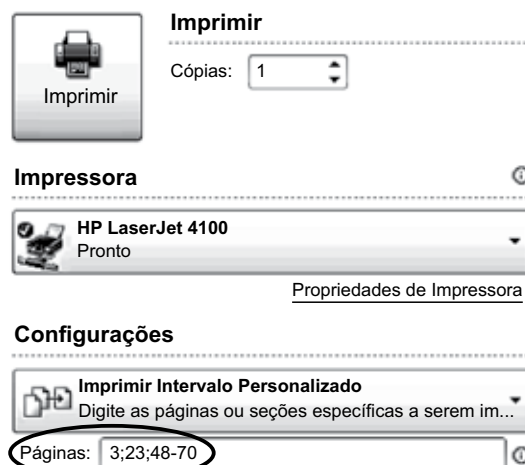 Imprimir
Imprimir
Cópias: 1
Impressora
HP LaserJet 4100
Pronto
Propriedades de Impressora
Configurações
Imprimir Intervalo Personalizado
Digite as páginas ou seções específicas a serem im...
Páginas: 3;23;48-70